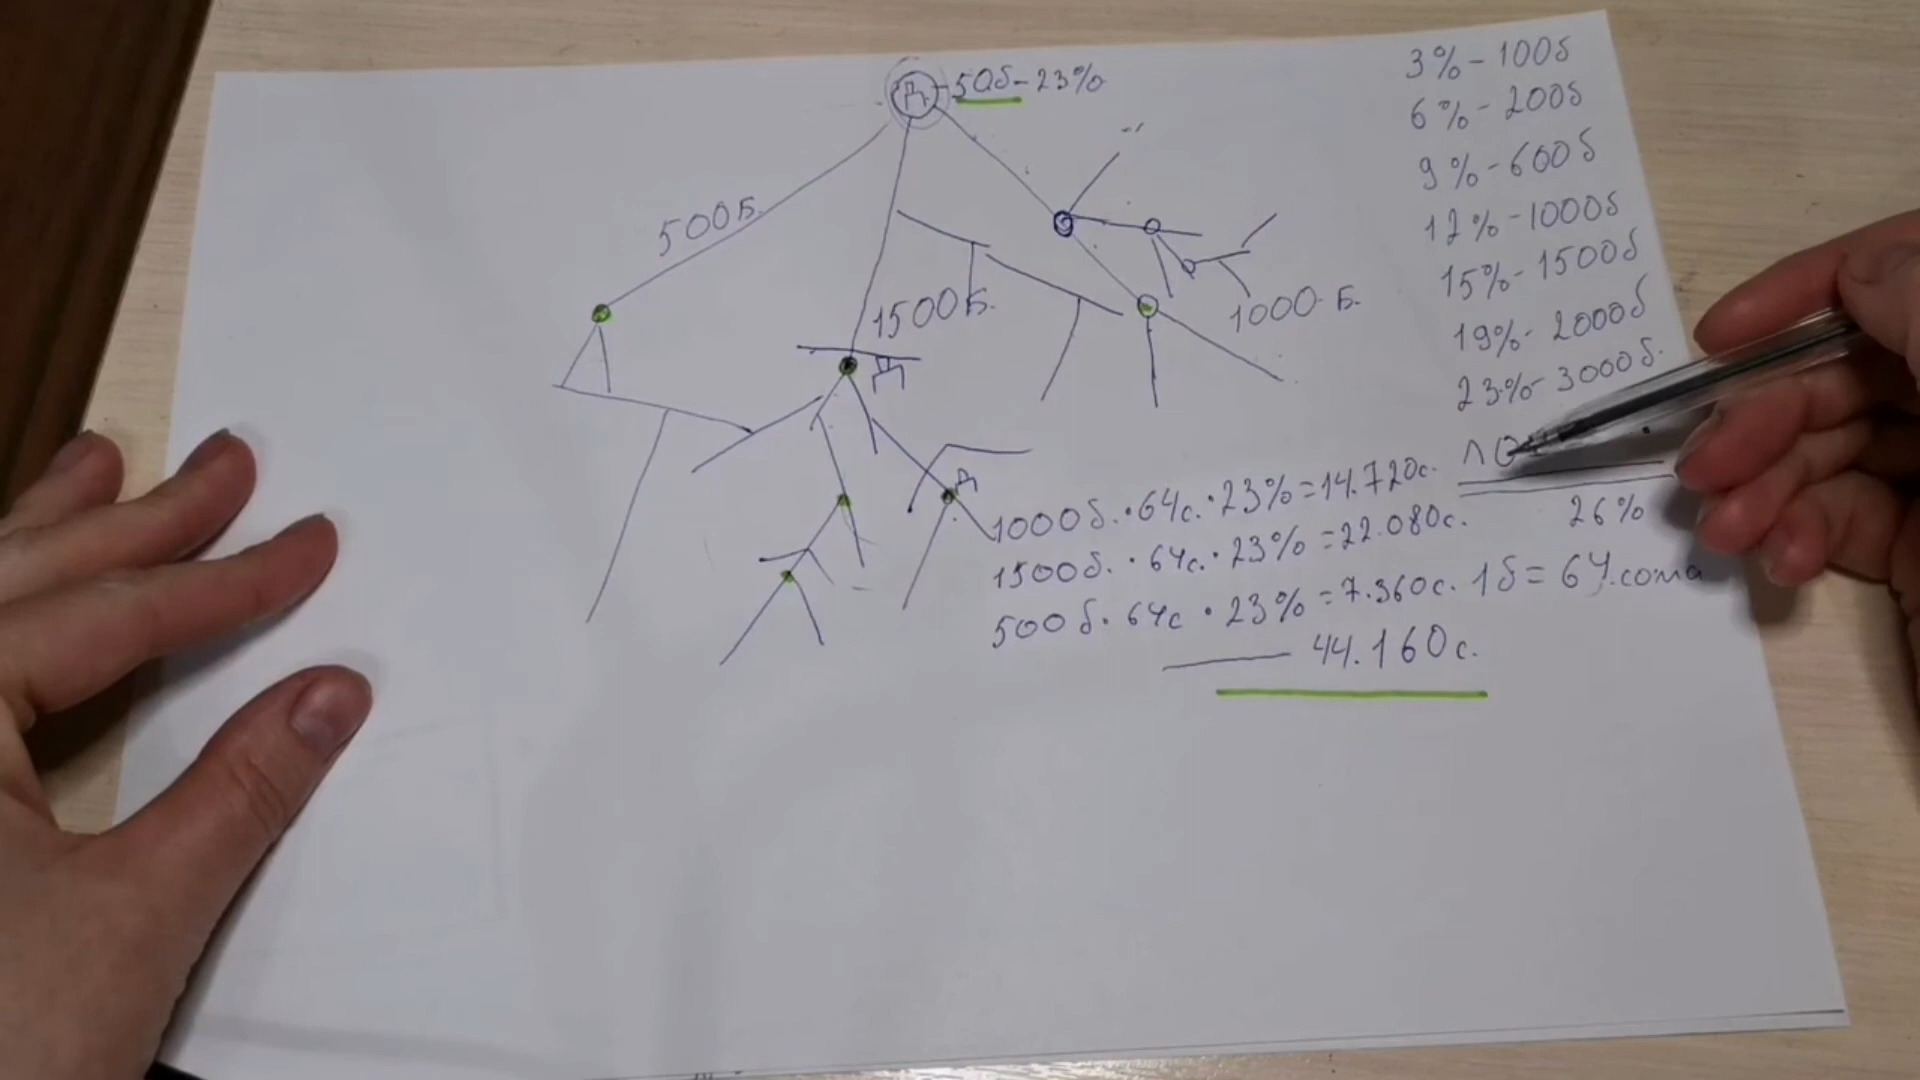 Д - 50б - 23%
500 Б.
1500 Б.
Д
1000 Б.
Д
3% - 100б
6% - 200б
9% - 600б
12% - 1000б
15% - 1500б
19% - 2000б
23% - 3000б.
26%
1б = 64 сома
1000б. · 64с. · 23% = 14.720с.
1500б. · 64с. · 23% = 22.080с.
500б. · 64с · 23% = 7.360с.
44.160с.